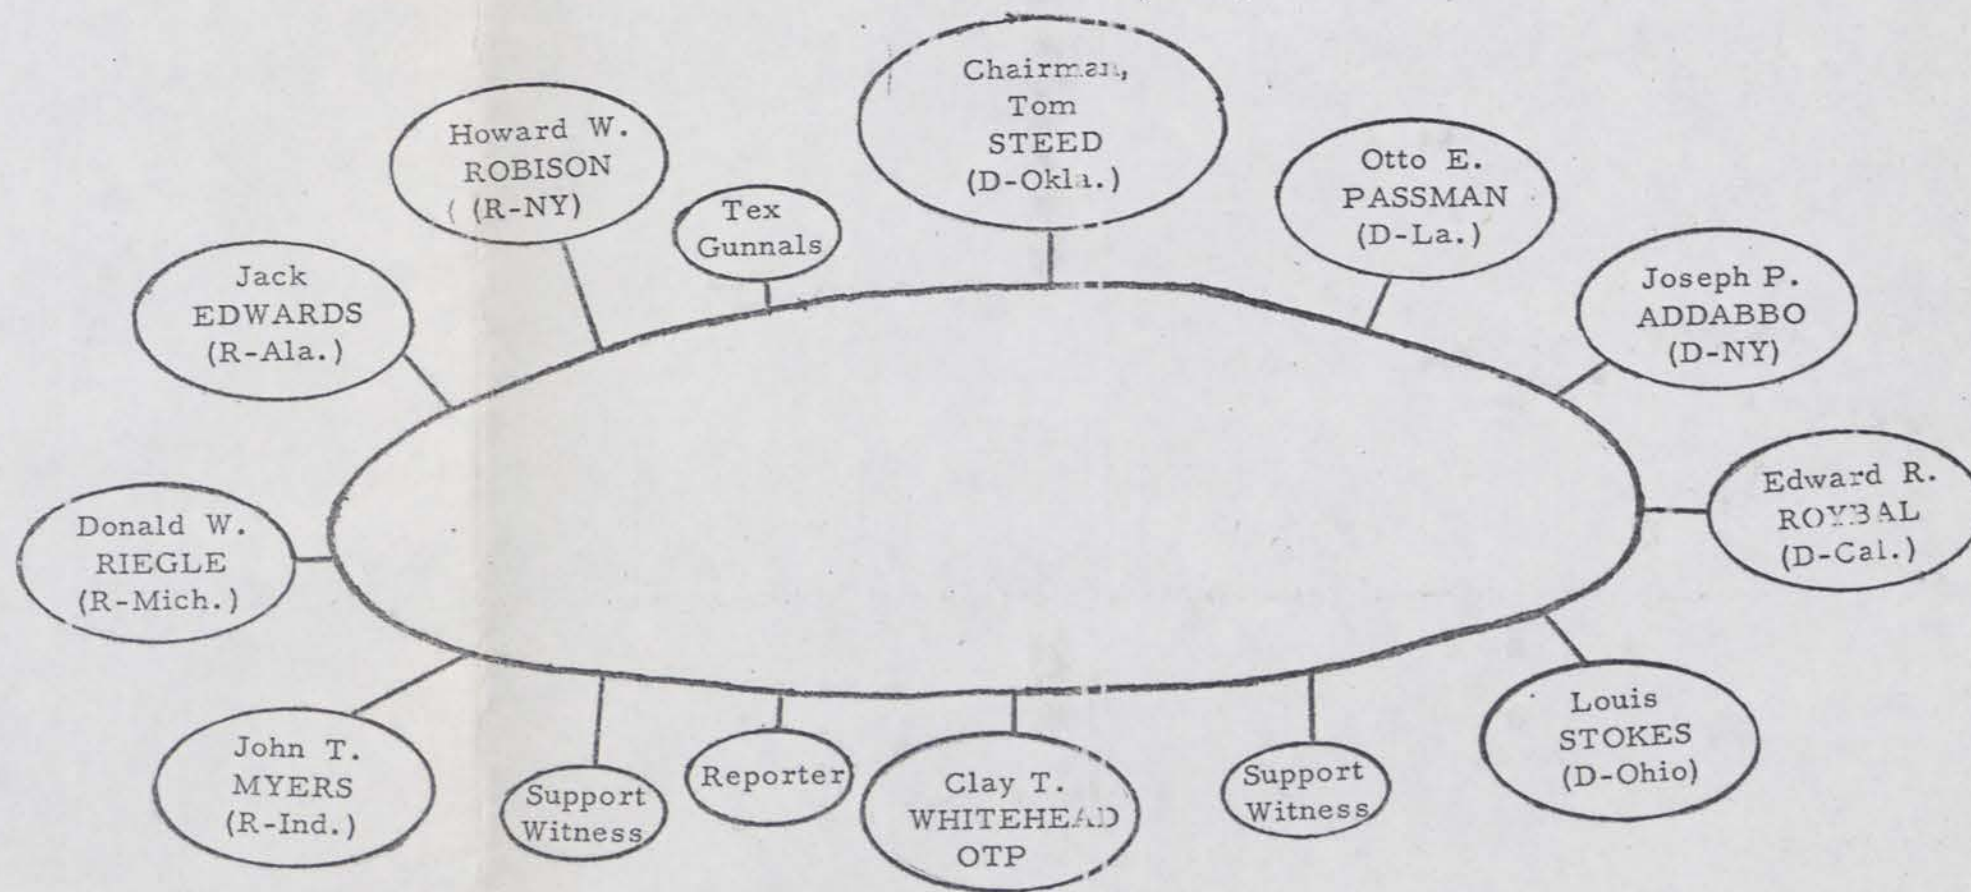 Chairman,
Tom
STEED
(D-Okla.)
Howard W.
ROBISON
(R-NY)
Tex
Gunnals
Otto E.
PASSMAN
(D-La.)
Jack
EDWARDS
(R-Ala.)
Joseph P.
ADDABBO
(D-NY)
Donald W.
RIEGLE
(R-Mich.)
Edward R.
ROYBAL
(D-Cal.)
John T.
MYERS
(R-Ind.)
Support
Witness
Reporter
Clay T.
WHITEHEAD
OTP
Support
Witness
Louis
STOKES
(D-Ohio)